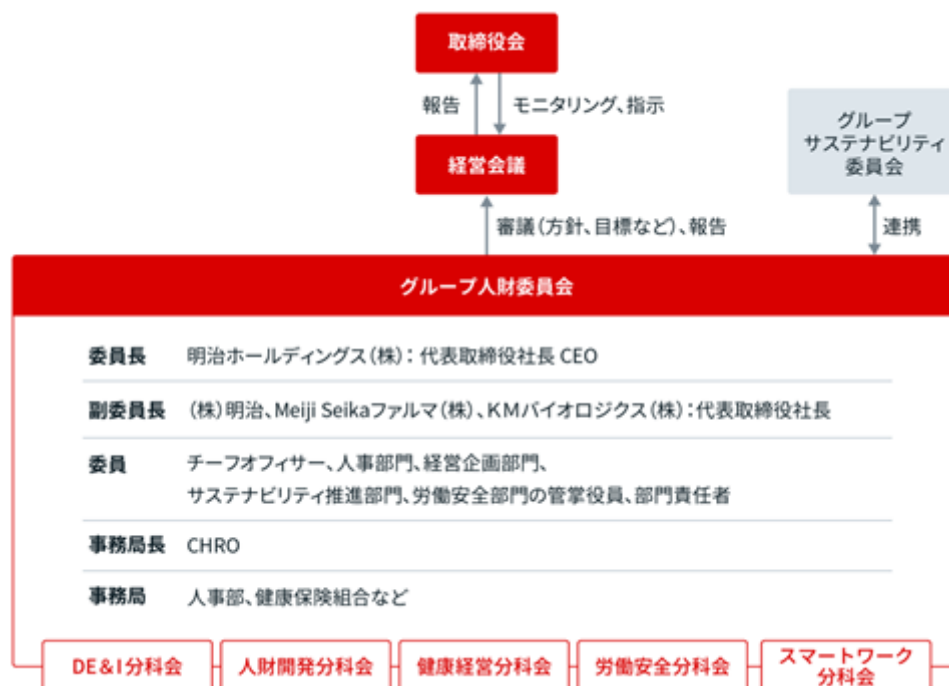 取締役会
報告
モニタリング、指示
グループ
サステナビリティ
委員会
経営会議
審議(方針、目標など)、報告
連携
グループ人財委員会
委員長 明治ホールディングス(株):代表取締役社長 CEO
副委員長 (株)明治、Meiji Seikaファルマ(株)、KMバイオロジクス(株):代表取締役社長
委員 チーフオフィサー、人事部門、経営企画部門、
サステナビリティ推進部門、労働安全部門の管掌役員、部門責任者
事務局長 CHRO
事務局 人事部、健康保険組合など
DE&I分科会
人財開発分科会
健康経営分科会
労働安全分科会
スマートワーク
分科会